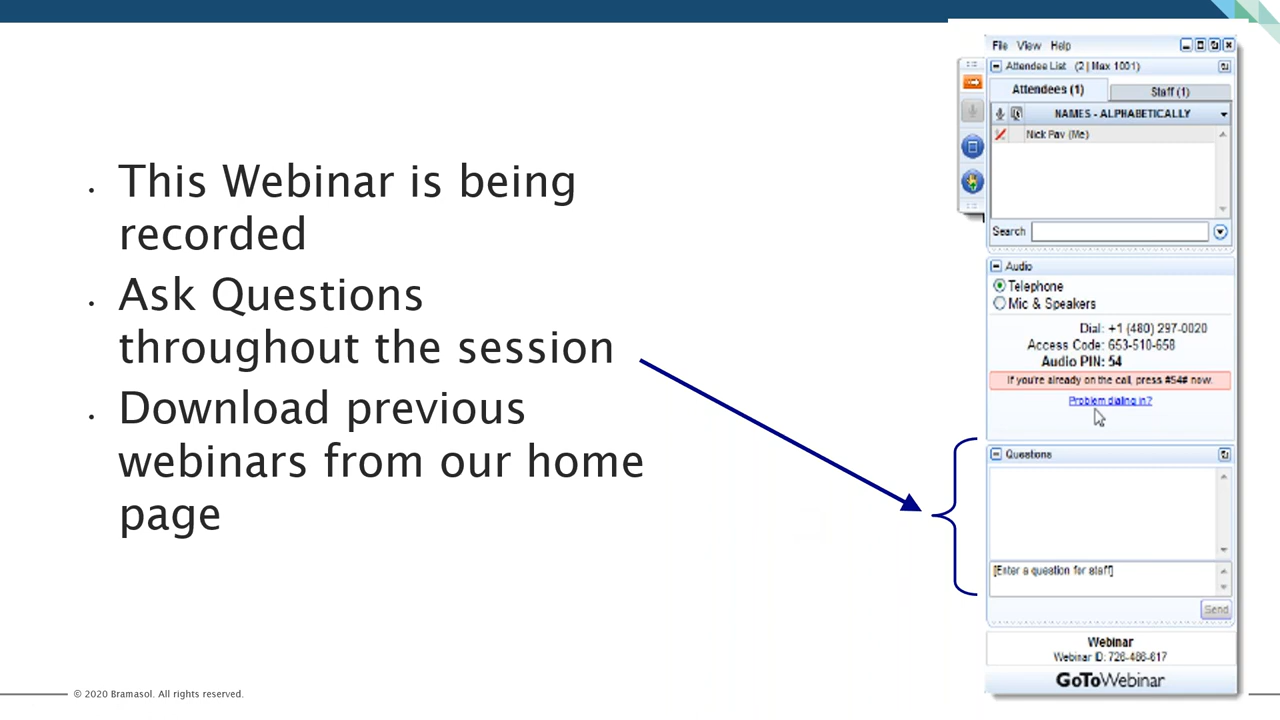 This Webinar is being
recorded
Ask Questions
throughout the session
Download previous
webinars from our home
page
File View Help
Attendee List (2 | Max 1001)
Attendees (1)
Staff (1)
NAMES - ALPHABETICALLY
Nick Pav (Me)
Search
Audio
Telephone
Mic & Speakers
Dial: +1 (480) 297-0020
Access Code: 653-510-658
Audio PIN: 54
If you're already on the call, press #54# now.
Problem dialing in?
Questions
[Enter a question for staff]
Send
Webinar
Webinar ID: 726-486-617
GoToWebinar
© 2020 Bramasol. All rights reserved.